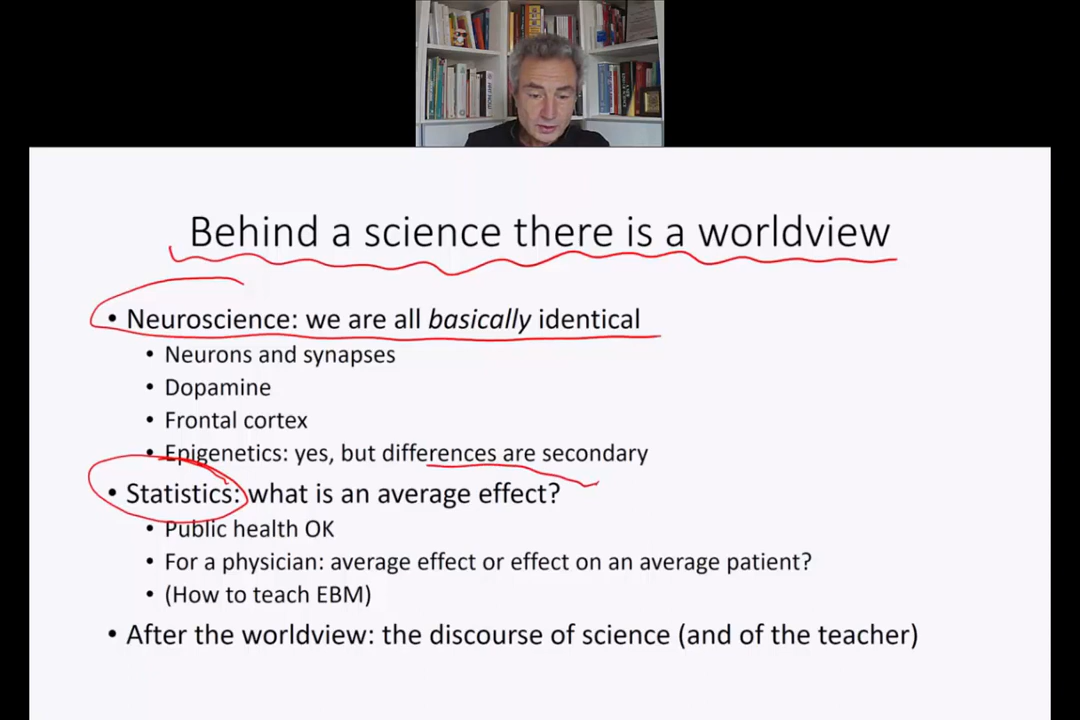 Behind a science there is a worldview
• Neuroscience: we are all basically identical
• Neurons and synapses
• Dopamine
• Frontal cortex
• Epigenetics: yes, but differences are secondary
• Statistics: what is an average effect?
• Public health OK
• For a physician: average effect or effect on an average patient?
• (How to teach EBM)
• After the worldview: the discourse of science (and of the teacher)